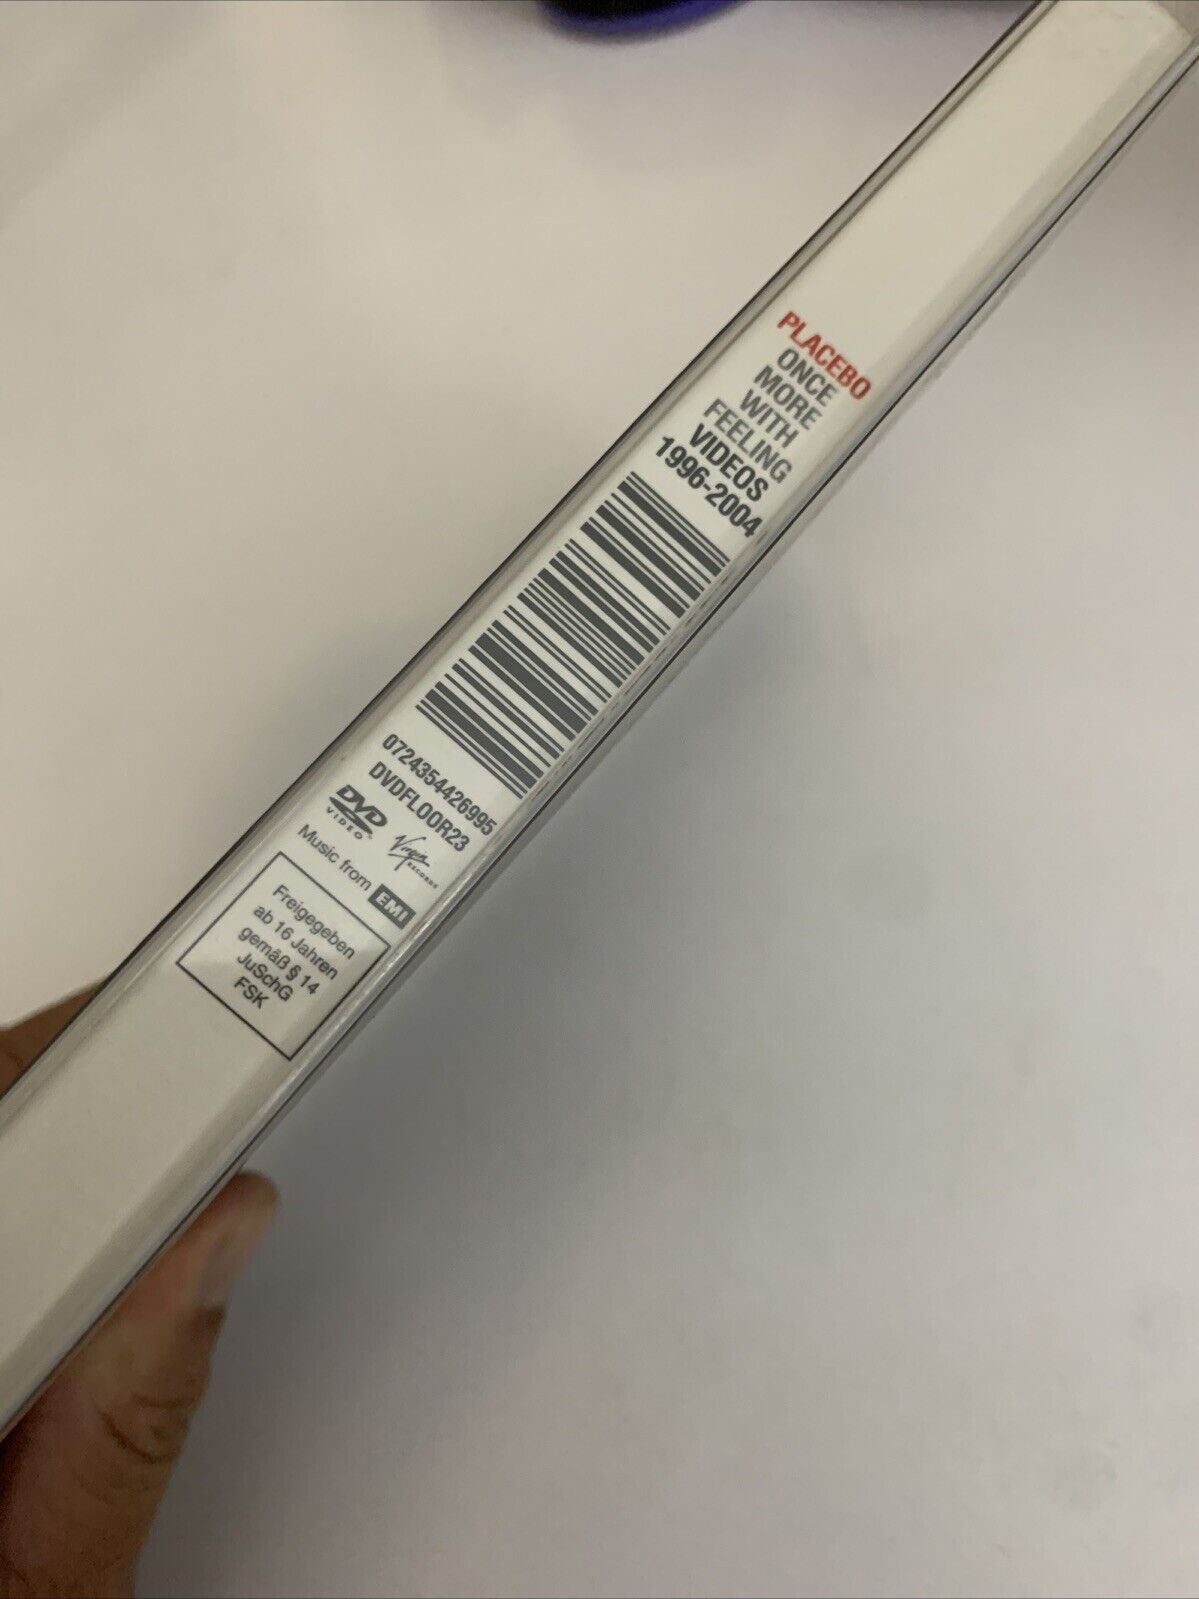 PLACEBO
ONCE
MORE
WITH
FEELING
VIDEOS
1996-2004
0724354426995
DVDFLOOR23
DVD
VIDEO
Virgin
RECORDS
Music from EMI
Freigegeben
ab 16 Jahren
gemäß § 14
JuSchG
FSK